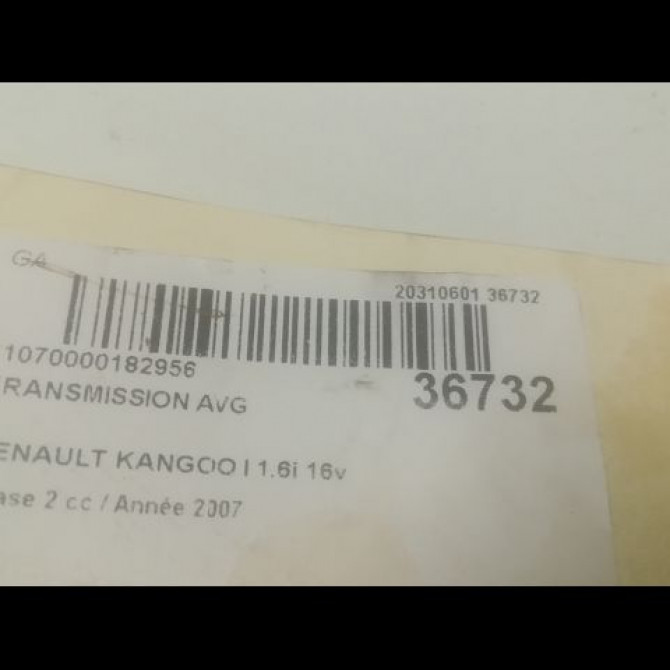 GA
20310601 36732
1070000182956
36732
RANSMISSION AVG
ENAULT KANGOO I 1.6i 16v
ase 2 cc / Année 2007